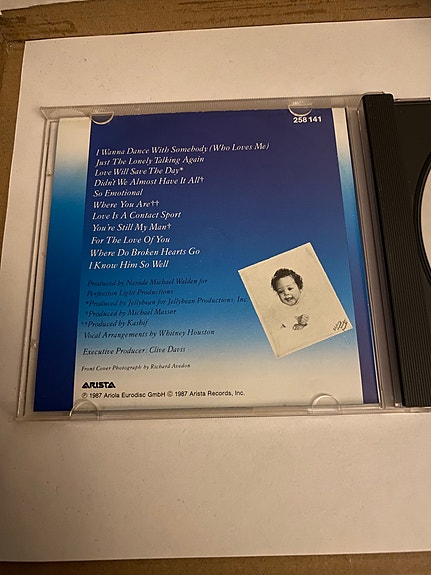 258 141
I Wanna Dance With Somebody (Who Loves Me)
Just The Lonely Talking Again
Love Will Save The Day*
Didn't We Almost Have It All†
So Emotional
Where You Are††
Love Is A Contact Sport
You're Still My Man†
For The Love Of You
Where Do Broken Hearts Go
I Know Him So Well
Produced by Narada Michael Walden for
Perfection Light Productions
*Produced by Jellybean for Jellybean Productions, Inc.
†Produced by Michael Masser
††Produced by Kashif
Vocal Arrangements by Whitney Houston
Executive Producer: Clive Davis
Front Cover Photograph by Richard Avedon
ARISTA
℗ 1987 Ariola Eurodisc GmbH © 1987 Arista Records, Inc.